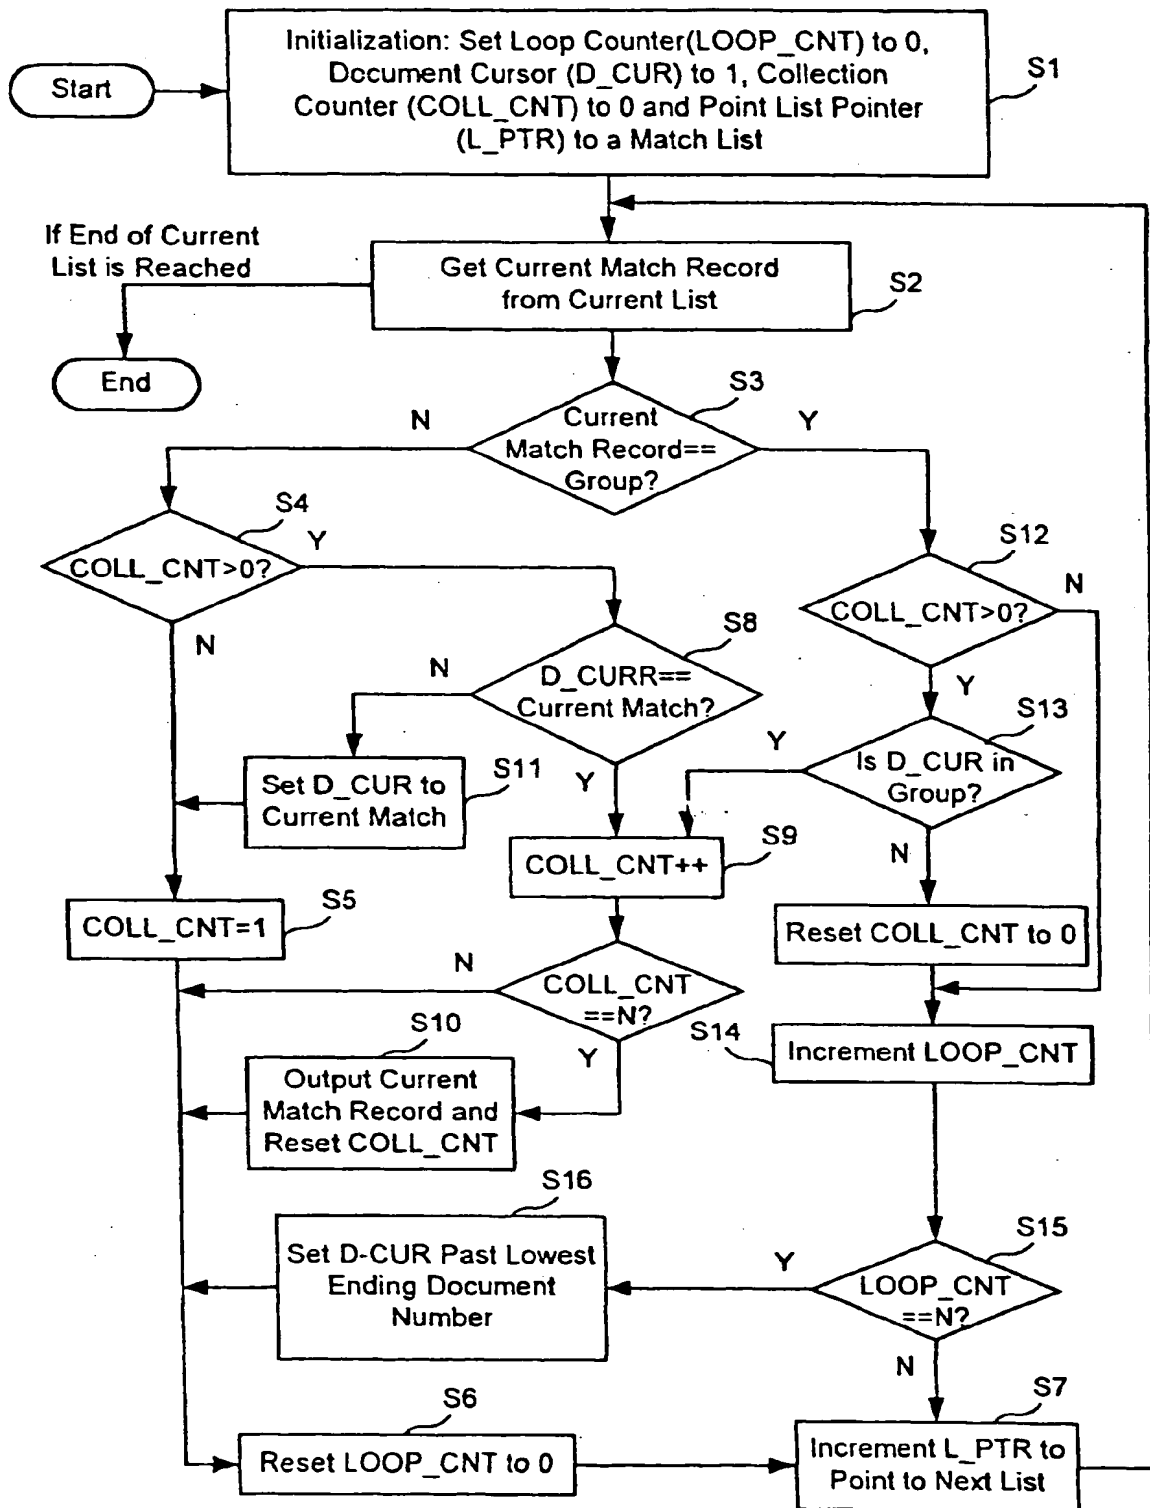 Initialization: Set Loop Counter(LOOP_CNT) to 0,
Document Cursor (D_CUR) to 1, Collection
Counter (COLL_CNT) to 0 and Point List Pointer
(L_PTR) to a Match List
S1
Start
If End of Current
List is Reached
Get Current Match Record
from Current List
S2
End
S3
N
Current
Match Record==
Group?
Y
S4
COLL_CNT>0?
Y
N
S12
COLL_CNT>0?
N
Y
S8
N
D_CURR==
Current Match?
Y
S13
Y
Is D_CUR in
Group?
N
S11
Set D_CUR to
Current Match
S9
COLL_CNT++
S5
COLL_CNT=1
Reset COLL_CNT to 0
N
COLL_CNT
==N?
Y
S14
Increment LOOP_CNT
S10
Output Current
Match Record and
Reset COLL_CNT
S16
Set D-CUR Past Lowest
Ending Document
Number
S15
Y
LOOP_CNT
==N?
N
S6
Reset LOOP_CNT to 0
S7
Increment L_PTR to
Point to Next List